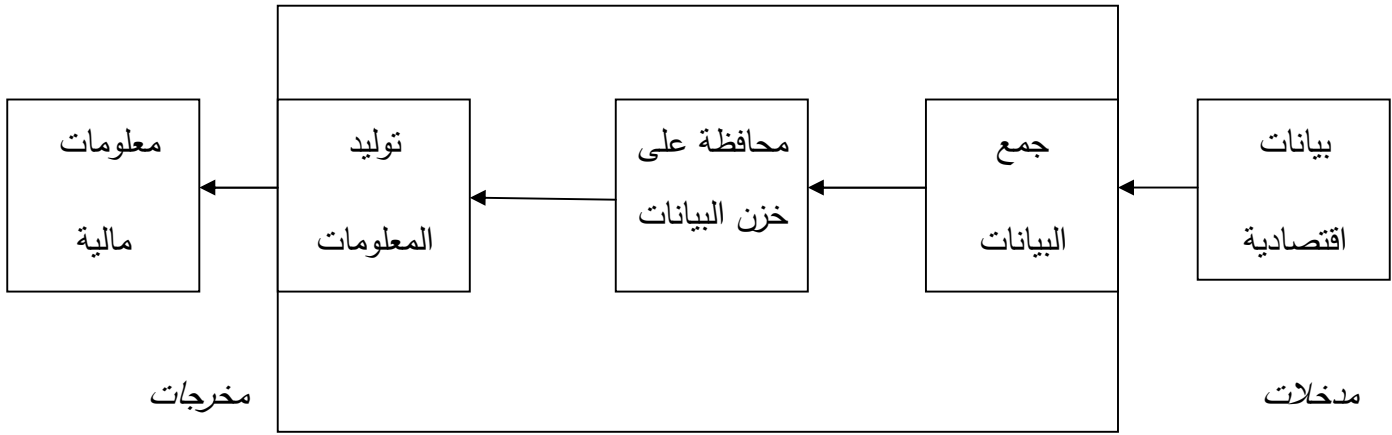 بيانات
اقتصادية
جمع
البيانات
محافظة على
خزن البيانات
توليد
المعلومات
معلومات
مالية
مدخلات
مخرجات